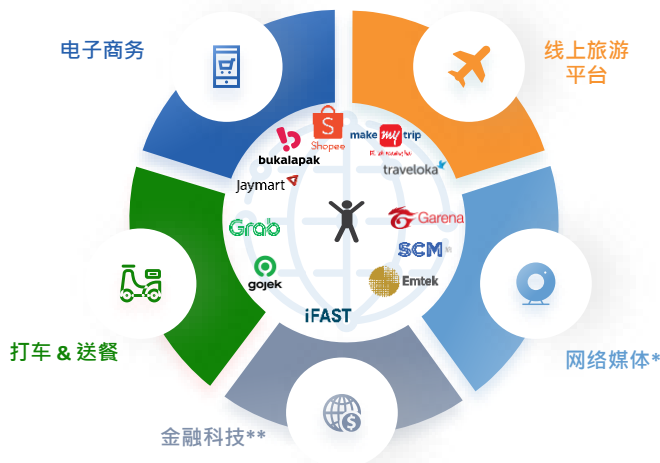 电子商务
线上旅游
平台
Shopee
make my trip
bukalapak
traveloka
Jaymart
Garena
Grab
SCM
gojek
Emtek
iFAST
打车 & 送餐
网络媒体*
金融科技**